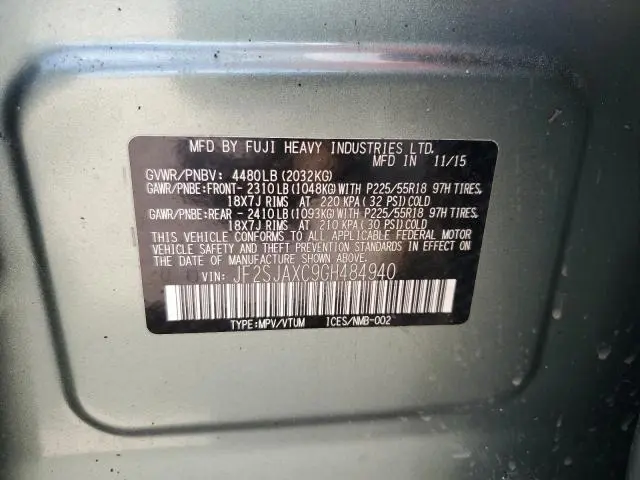 MFD BY FUJI HEAVY INDUSTRIES LTD.
MFD IN 11/15
GVWR/PNBV: 4480LB (2032KG)
GAWR/PNBE:FRONT- 2310LB (1048KG) WITH P225/55R18 97H TIRES,
18X7J RIMS AT 220 KPA (32 PSI) COLD
GAWR/PNBE:REAR - 2410LB (1093KG) WITH P225/55R18 97H TIRES,
18X7J RIMS AT 210 KPA (30 PSI) COLD
THIS VEHICLE CONFORMS TO ALL APPLICABLE FEDERAL MOTOR
VEHICLE SAFETY AND THEFT PREVENTION STANDARDS IN EFFECT ON
THE DATE OF MANUFACTURE SHOWN ABOVE.
VIN: JF2SJAXC9GH484940
TYPE:MPV/VTUM ICES/NMB-002